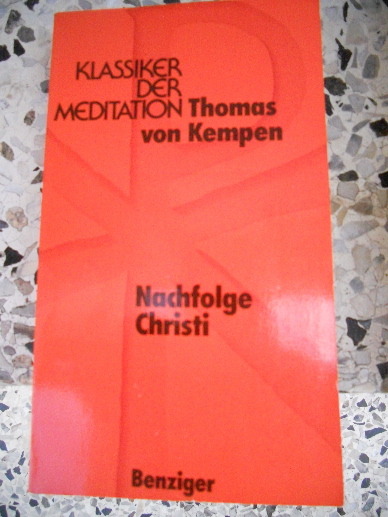 KLASSIKER
DER
MEDITATION Thomas
von Kempen
Nachfolge
Christi
Benziger